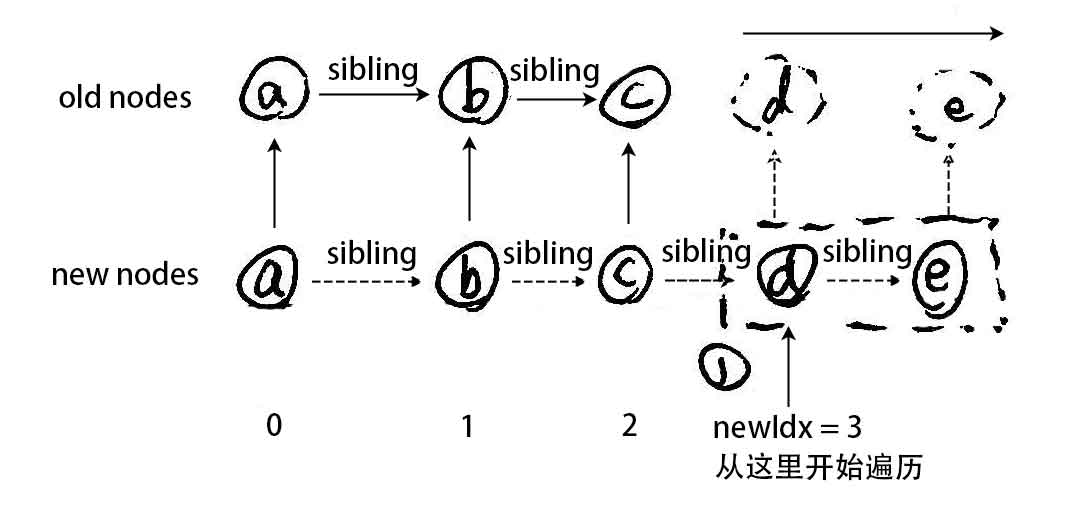 sibling sibling
old nodes a b c d e
sibling sibling sibling sibling
new nodes a b c d e
1
0 1 2 newIdx = 3
从这里开始遍历